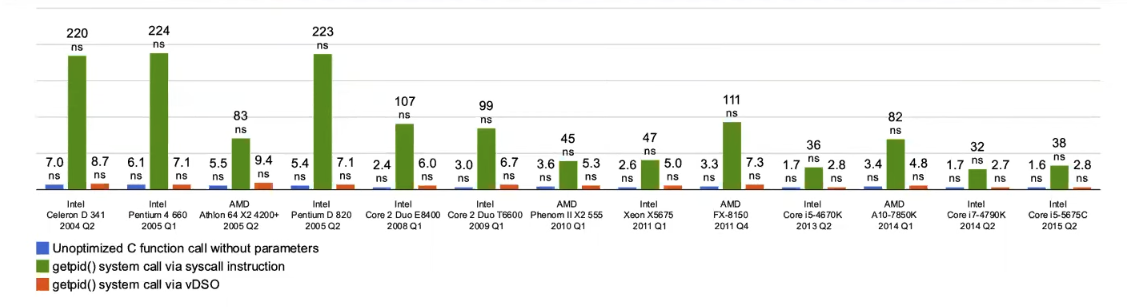 220
ns
7.0
ns
8.7
ns
Intel
Celeron D 341
2004 Q2
224
ns
6.1
ns
7.1
ns
Intel
Pentium 4 660
2005 Q1
83
ns
5.5
ns
9.4
ns
AMD
Athlon 64 X2 4200+
2005 Q2
223
ns
5.4
ns
7.1
ns
Intel
Pentium D 820
2005 Q2
107
ns
2.4
ns
6.0
ns
Intel
Core 2 Duo E8400
2008 Q1
99
ns
3.0
ns
6.7
ns
Intel
Core 2 Duo T6600
2009 Q1
45
ns
3.6
ns
5.3
ns
AMD
Phenom II X2 555
2010 Q1
47
ns
2.6
ns
5.0
ns
Intel
Xeon X5675
2011 Q1
111
ns
3.3
ns
7.3
ns
AMD
FX-8150
2011 Q4
36
ns
1.7
ns
2.8
ns
Intel
Core i5-4670K
2013 Q2
82
ns
3.4
ns
4.8
ns
AMD
A10-7850K
2014 Q1
32
ns
1.7
ns
2.7
ns
Intel
Core i7-4790K
2014 Q2
38
ns
1.6
ns
2.8
ns
Intel
Core i5-5675C
2015 Q2
Unoptimized C function call without parameters
getpid() system call via syscall instruction
getpid() system call via vDSO